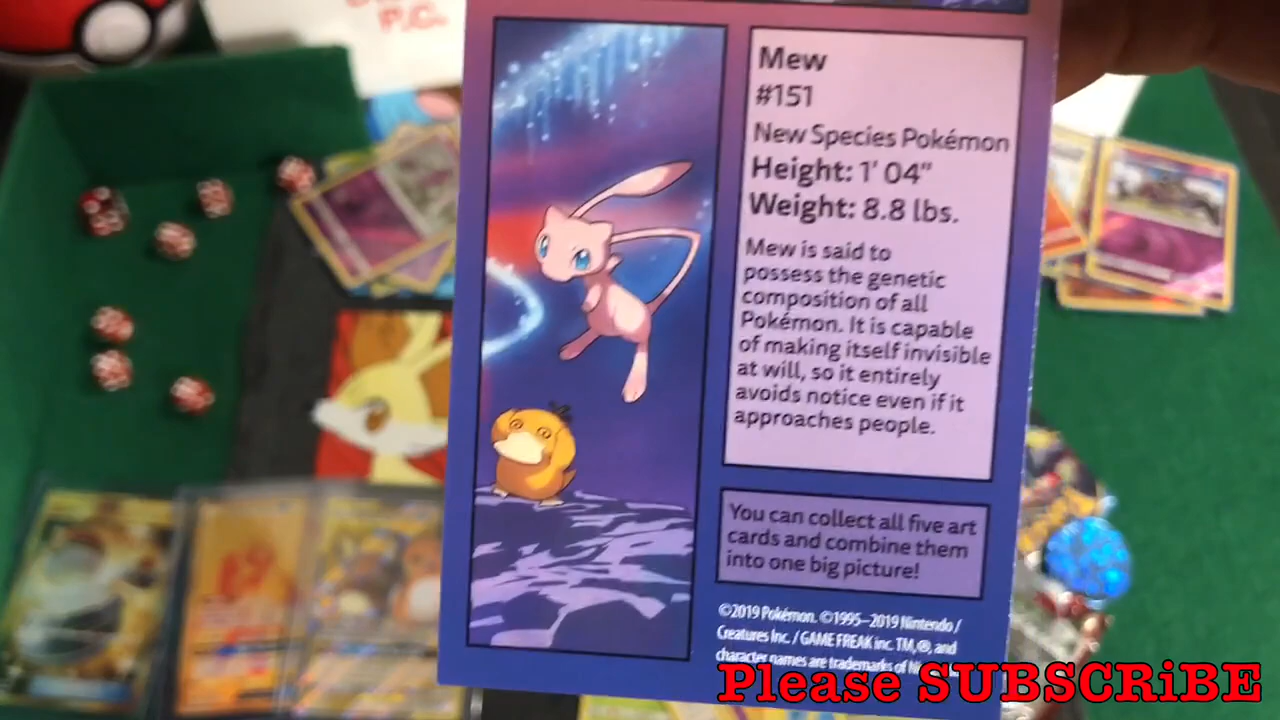 P.C.
Mew
#151
New Species Pokémon
Height: 1' 04"
Weight: 8.8 lbs.
Mew is said to
possess the genetic
composition of all
Pokémon. It is capable
of making itself invisible
at will, so it entirely
avoids notice even if it
approaches people.
You can collect all five art
cards and combine them
into one big picture!
©2019 Pokémon. ©1995–2019 Nintendo /
Creatures Inc. / GAME FREAK inc. TM, ®, and
character names are trademarks of
Please SUBSCRiBE